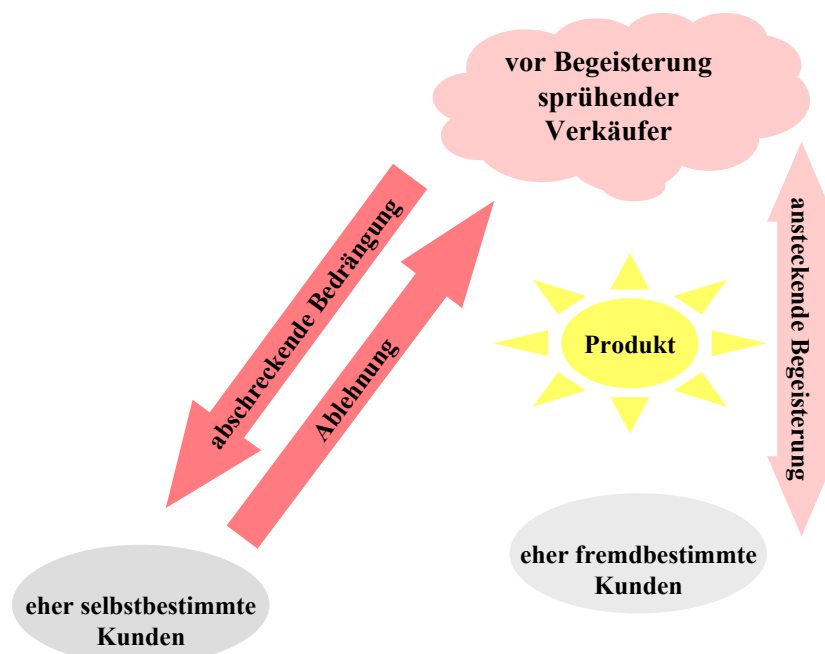 vor Begeisterung
sprühender
Verkäufer
abschreckende Bedrängung
Ablehnung
Produkt
ansteckende Begeisterung
eher fremdbestimmte
Kunden
eher selbstbestimmte
Kunden